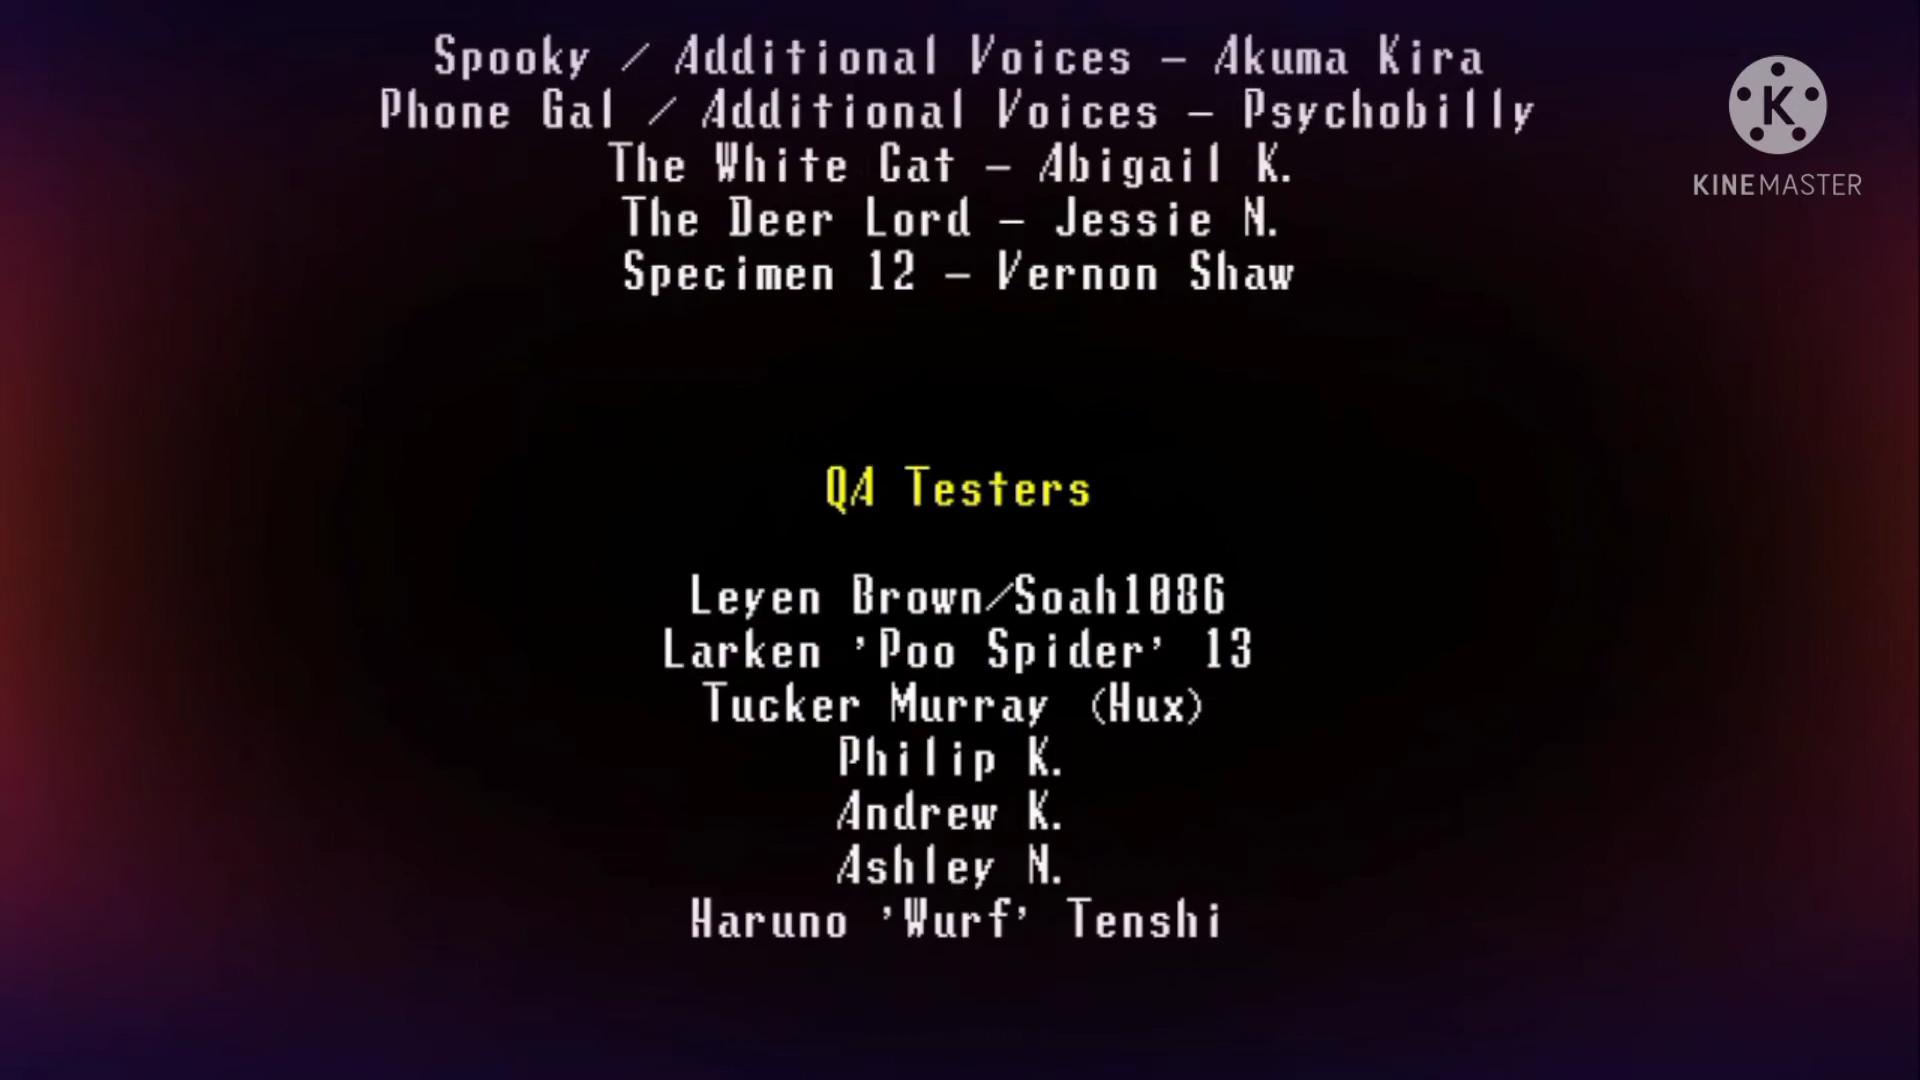 Spooky / Additional Voices - Akuma Kira
Phone Gal / Additional Voices - Psychobilly
The White Cat - Abigail K.
The Deer Lord - Jessie N.
Specimen 12 - Vernon Shaw
K
KINEMASTER
QA Testers
Leyen Brown/Soah1086
Larken 'Poo Spider' 13
Tucker Murray (Hux)
Philip K.
Andrew K.
Ashley N.
Haruno 'Wurf' Tenshi